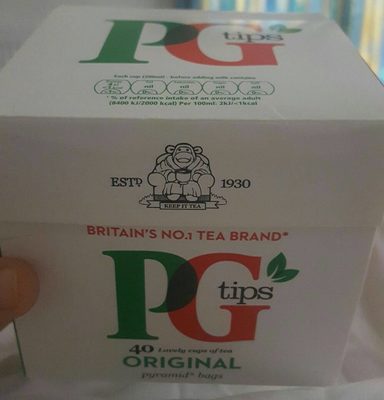 PG tips
Each cup (200ml) - before adding milk contains
nil nil nil nil
% of reference intake of an average adult
(8400 kJ/2000 kcal) Per 100ml: 2kJ/<1kcal
ESTD 1930
KEEP IT TEA
BRITAIN'S NO.1 TEA BRAND*
PG tips
40 Lovely cups of tea
ORIGINAL
pyramid* bags